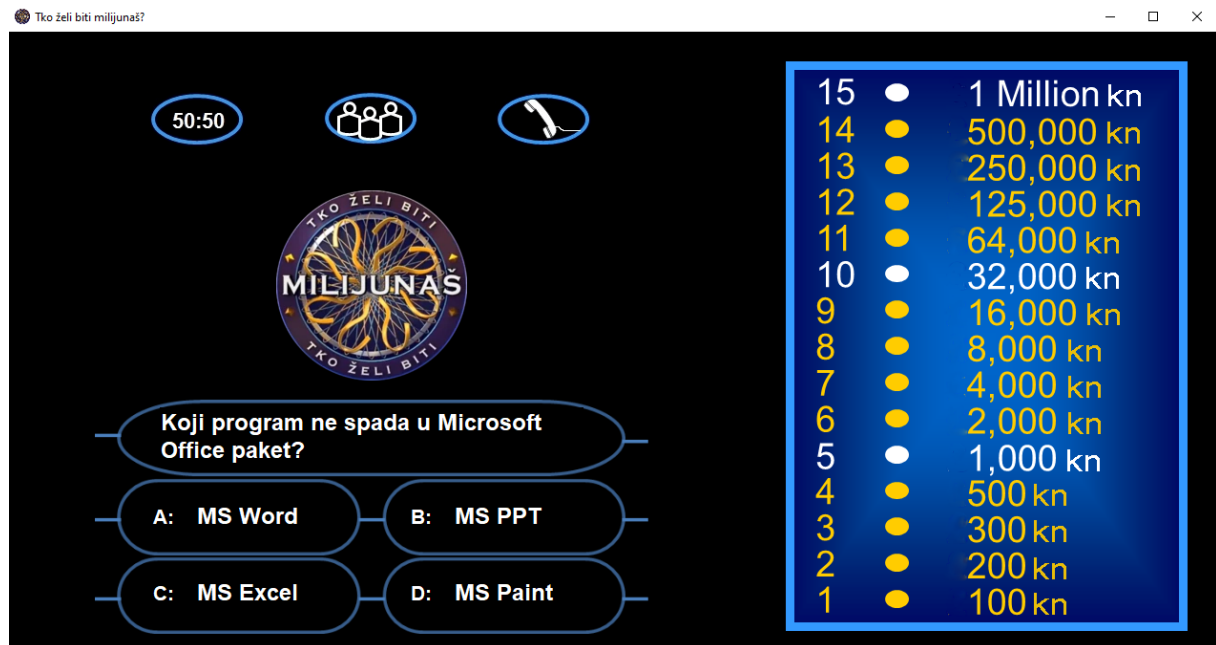 Tko želi biti milijunaš?
50:50
TKO ŽELI BITI
MILIJUNAŠ
TKO ŽELI BITI
Koji program ne spada u Microsoft
Office paket?
A: MS Word
B: MS PPT
C: MS Excel
D: MS Paint
15 1 Million kn
14 500,000 kn
13 250,000 kn
12 125,000 kn
11 64,000 kn
10 32,000 kn
9 16,000 kn
8 8,000 kn
7 4,000 kn
6 2,000 kn
5 1,000 kn
4 500 kn
3 300 kn
2 200 kn
1 100 kn